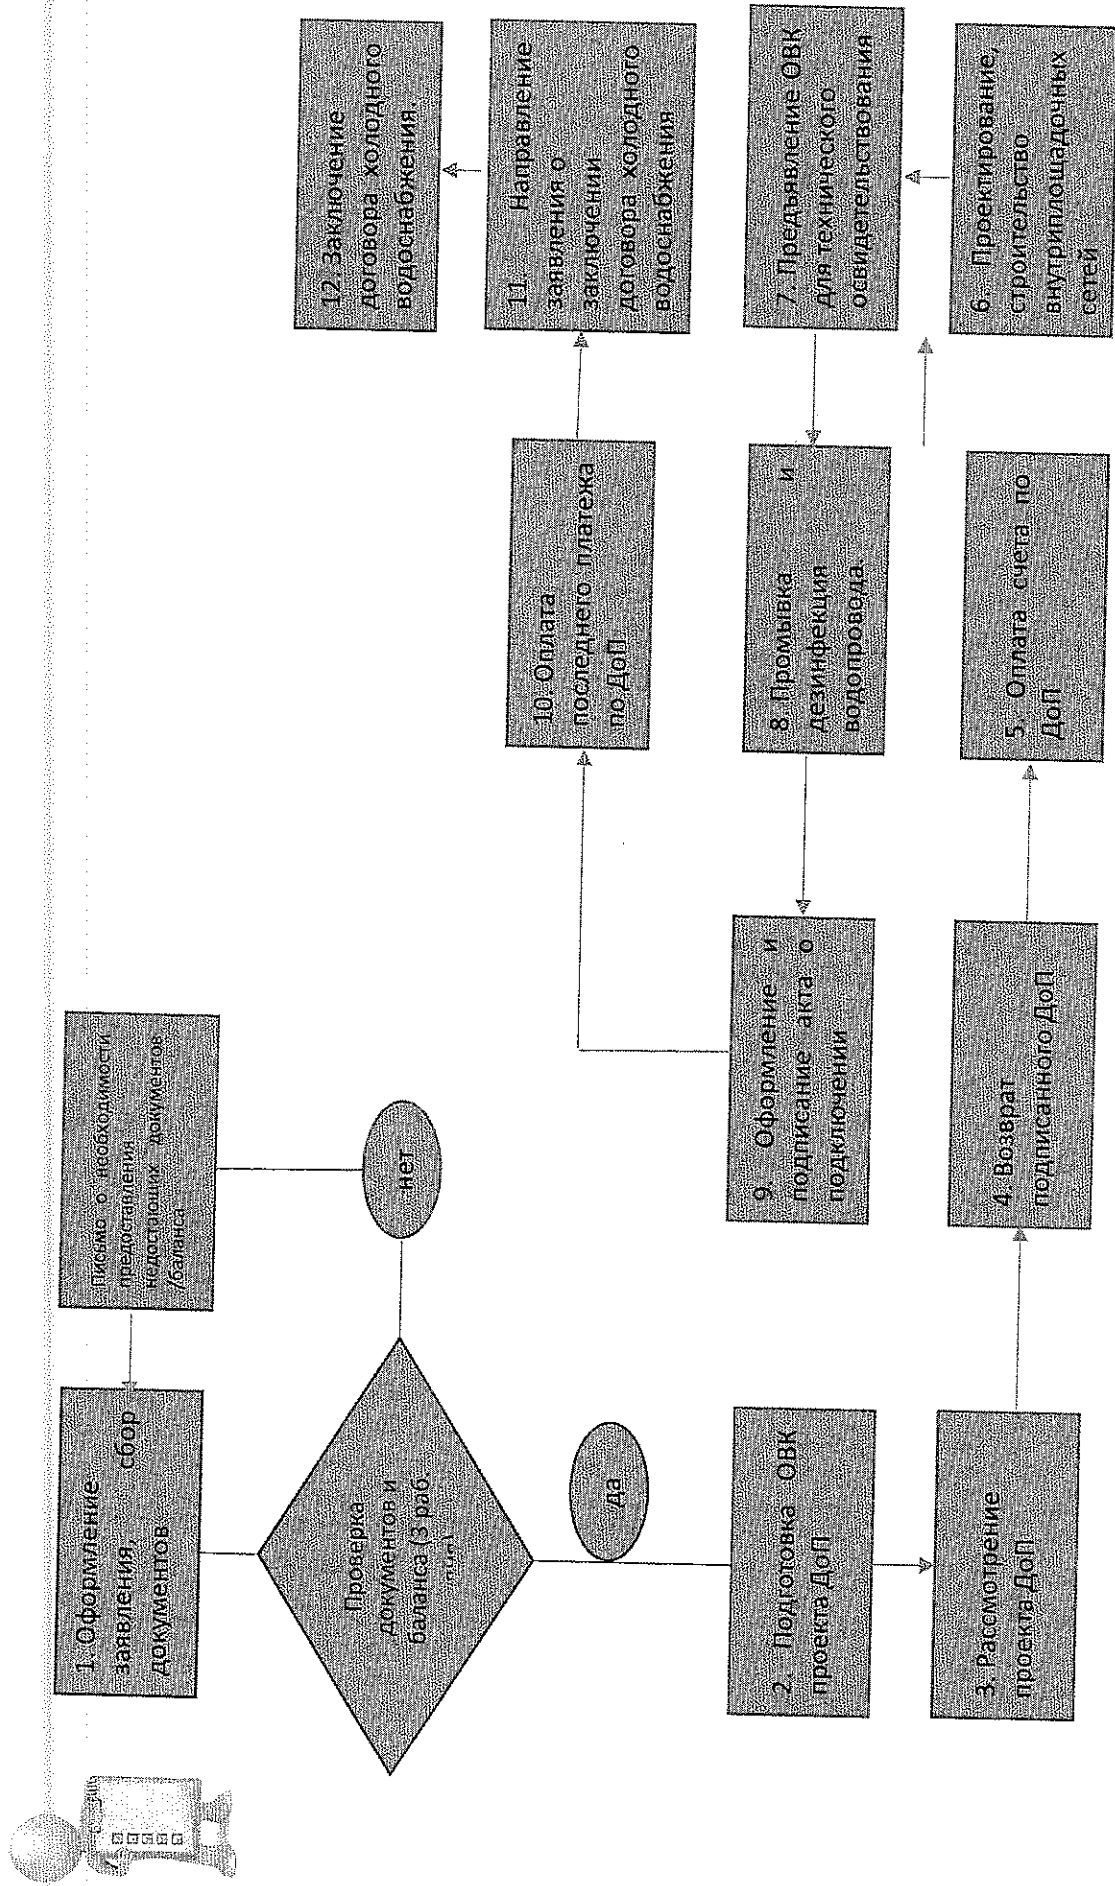 1. Оформление
заявления, сбор
документов
Письмо о необходимости
предоставления
недостающих документов
/баланса
Проверка
документов и
баланса (3 раб
нет
да
2. Подготовка ОВК
проекта ДоП
3. Рассмотрение
проекта ДоП
4. Возврат
подписанного ДоП
5. Оплата счета по
ДоП
6. Проектирование,
строительство
внутриплощадочных
сетей
7. Предъявление ОВК
для технического
освидетельствования
8. Промывка и
дезинфекция
водопровода.
9. Оформление и
подписание акта о
подключении
10. Оплата
последнего платежа
по ДоП
11. Направление
заявления о
заключении
договора холодного
водоснабжения
12. Заключение
договора холодного
водоснабжения.